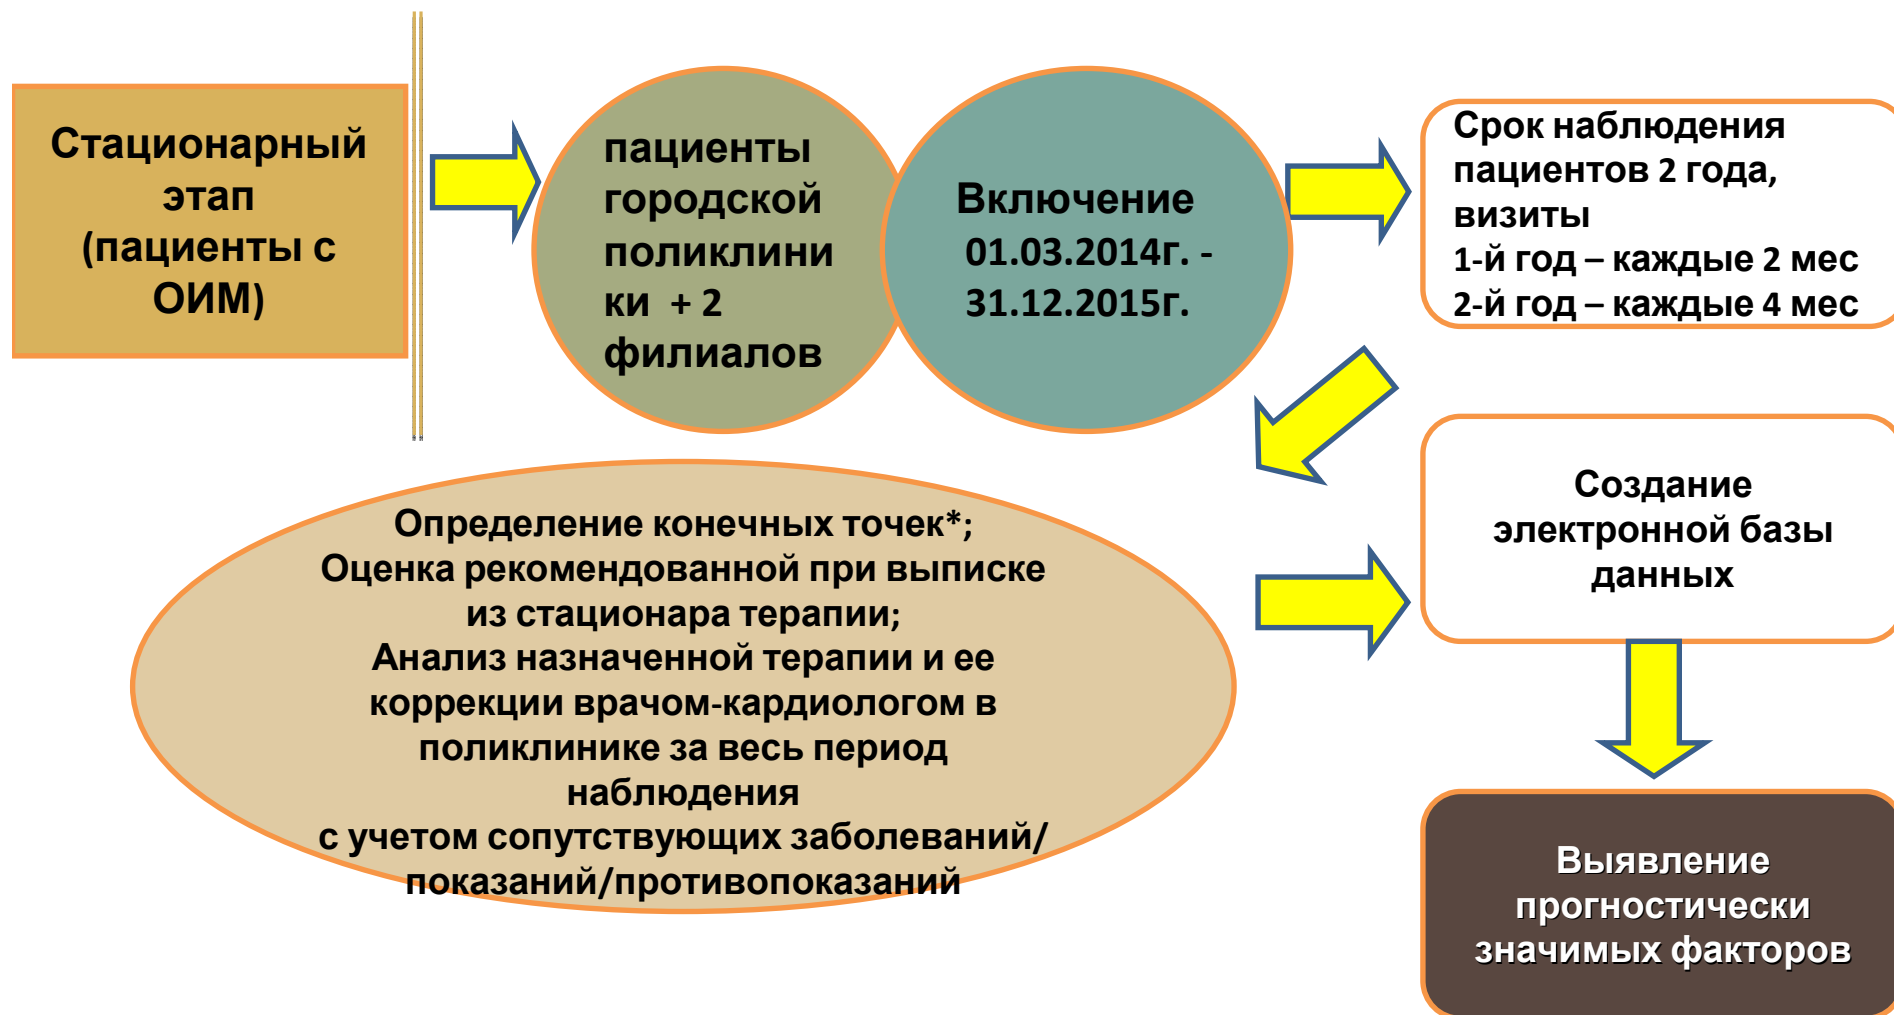 Стационарный
этап
(пациенты с
ОИМ)
пациенты
городской
поликлини
ки + 2
филиалов
Включение
01.03.2014г. -
31.12.2015г.
Срок наблюдения
пациентов 2 года,
визиты
1-й год – каждые 2 мес
2-й год – каждые 4 мес
Определение конечных точек*;
Оценка рекомендованной при выписке
из стационара терапии;
Анализ назначенной терапии и ее
коррекции врачом-кардиологом в
поликлинике за весь период
наблюдения
с учетом сопутствующих заболеваний/
показаний/противопоказаний
Создание
электронной базы
данных
Выявление
прогностически
значимых факторов